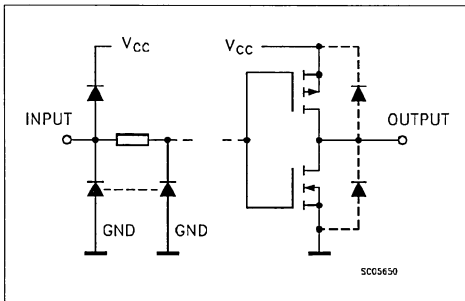 VCC
VCC
INPUT
OUTPUT
GND
GND
SC05650